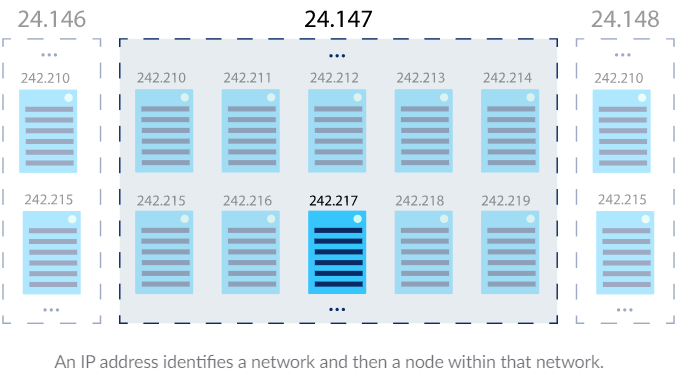 24.146 24.147 24.148
... ... ...
242.210 242.210 242.211 242.212 242.213 242.214 242.210
242.215 242.215 242.216 242.217 242.218 242.219 242.215
... ... ...
An IP address identifies a network and then a node within that network.